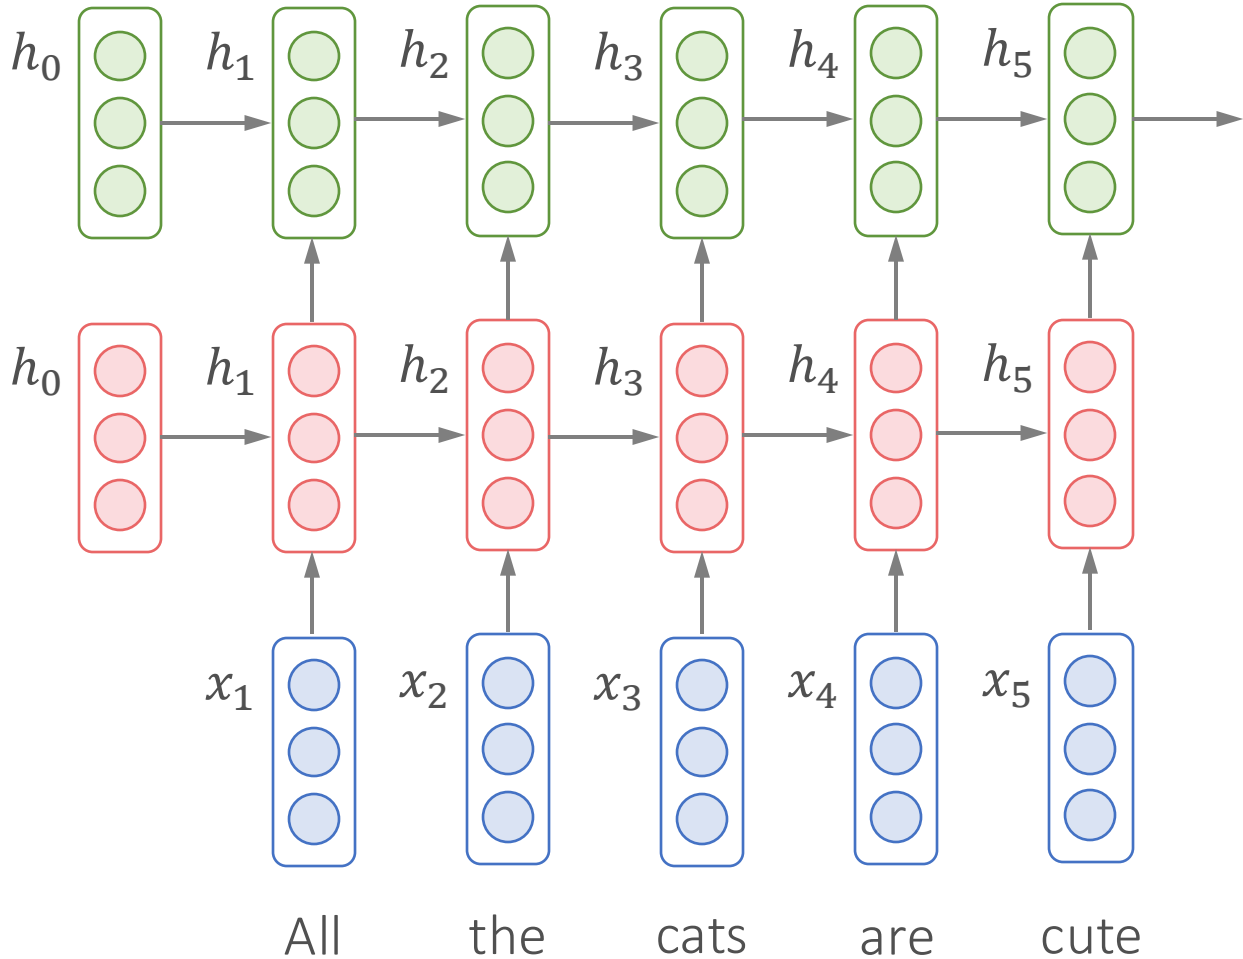 h₀ h₁ h₂ h₃ h₄ h₅
h₀ h₁ h₂ h₃ h₄ h₅
x₁ x₂ x₃ x₄ x₅
All the cats are cute